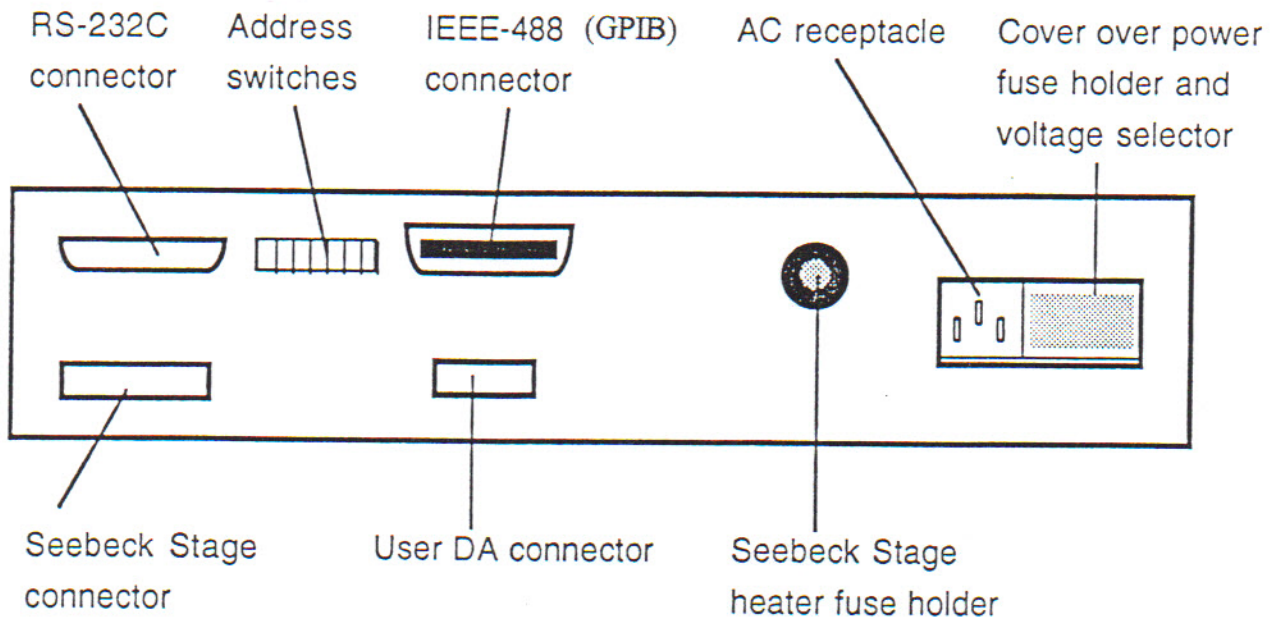 RS-232C
connector
Address
switches
IEEE-488 (GPIB)
connector
AC receptacle
Cover over power
fuse holder and
voltage selector
Seebeck Stage
connector
User DA connector
Seebeck Stage
heater fuse holder